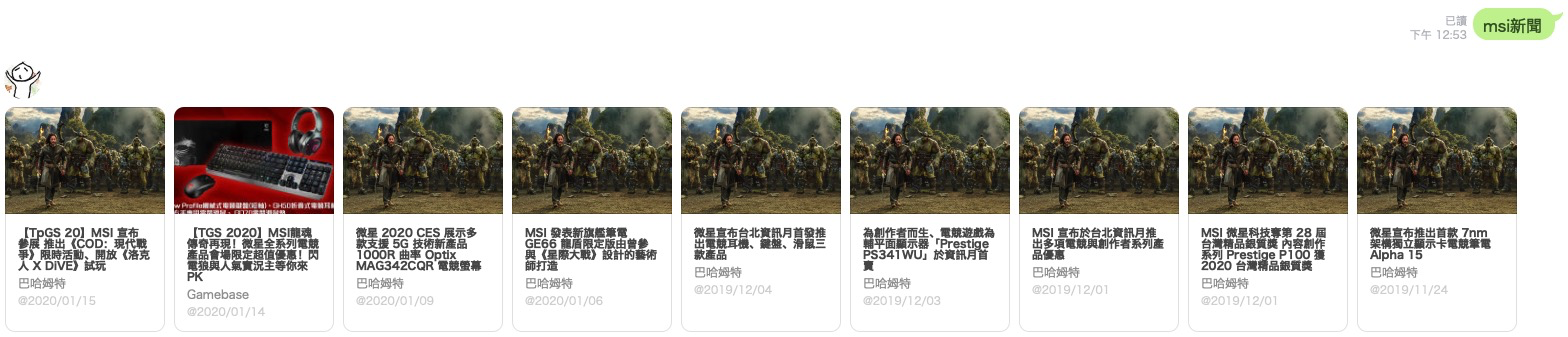 已讀
下午 12:53
msi新聞
ow Profile機械式電競鍵盤(紅軸)、GH50折疊式電競耳機
【TpGS 20】MSI 宣布
參展 推出《COD：現代戰
爭》限時活動、開放《洛克
人 X DiVE》試玩
巴哈姆特
@2020/01/15
【TGS 2020】MSI龍魂
傳奇再現！微星全系列電競
產品會場限定超值優惠！閃
電狼與人氣實況主等你來
PK
Gamebase
@2020/01/14
微星 2020 CES 展示多
款支援 5G 技術新產品
1000R 曲率 Optix
MAG342CQR 電競螢幕
巴哈姆特
@2020/01/09
MSI 發表新旗艦筆電
GE66 龍盾限定版由曾參
與《星際大戰》設計的藝術
師打造
巴哈姆特
@2020/01/06
微星宣布台北資訊月首發推
出電競耳機、鍵盤、滑鼠三
款產品
巴哈姆特
@2019/12/04
為創作者而生、電競遊戲為
輔平面顯示器「Prestige
PS341WU」於資訊月首
賣
巴哈姆特
@2019/12/03
MSI 宣布於台北資訊月推
出多項電競與創作者系列產
品優惠
巴哈姆特
@2019/12/01
MSI 微星科技奪第 28 屆
台灣精品銀質獎 內容創作
系列 Prestige P100 獲
2020 台灣精品銀質獎
巴哈姆特
@2019/12/01
微星宣布推出首款 7nm
架構獨立顯示卡電競筆電
Alpha 15
巴哈姆特
@2019/11/24